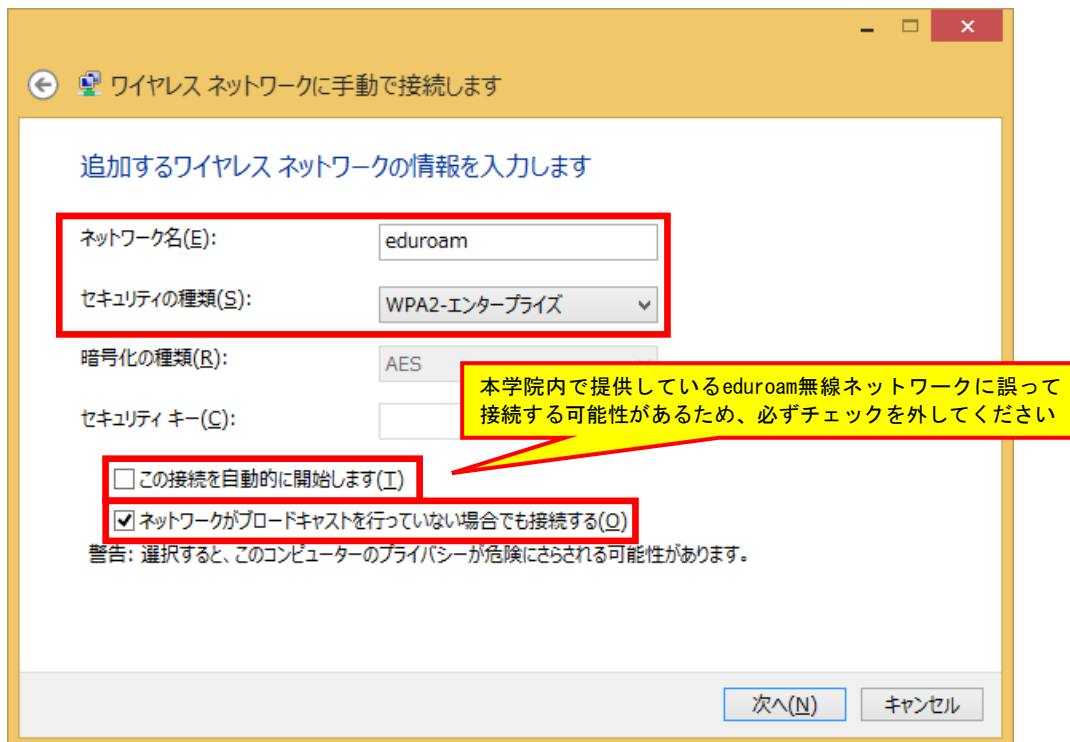 ワイヤレス ネットワークに手動で接続します
追加するワイヤレス ネットワークの情報を入力します
ネットワーク名(E):
eduroam
セキュリティの種類(S):
WPA2-エンタープライズ
暗号化の種類(R):
AES
本学院内で提供しているeduroam無線ネットワークに誤って
接続する可能性があるため、必ずチェックを外してください
セキュリティ キー(C):
この接続を自動的に開始します(T)
ネットワークがブロードキャストを行っていない場合でも接続する(O)
警告: 選択すると、このコンピューターのプライバシーが危険にさらされる可能性があります。
次へ(N)
キャンセル